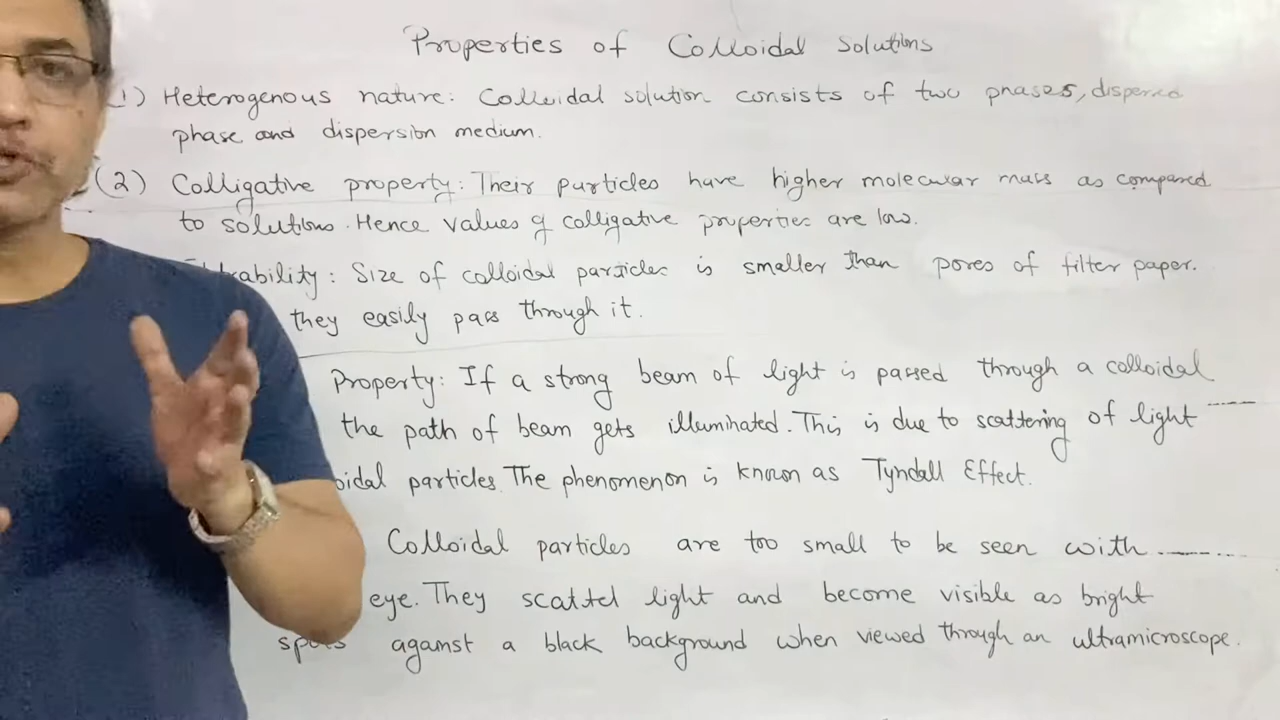 Properties of Colloidal Solutions
1) Heterogenous nature: Colloidal solution consists of two phases, dispersed
phase and dispersion medium.
(2) Colligative property: Their particles have higher molecular mass as compared
to solutions. Hence values of colligative properties are low.
rability: Size of colloidal particles is smaller than pores of filter paper.
they easily pass through it.
Property: If a strong beam of light is passed through a colloidal
the path of beam gets illuminated. This is due to scattering of light
oidal particles. The phenomenon is known as Tyndall Effect.
Colloidal particles are too small to be seen with
eye. They scatter light and become visible as bright
spots against a black background when viewed through an ultramicroscope.